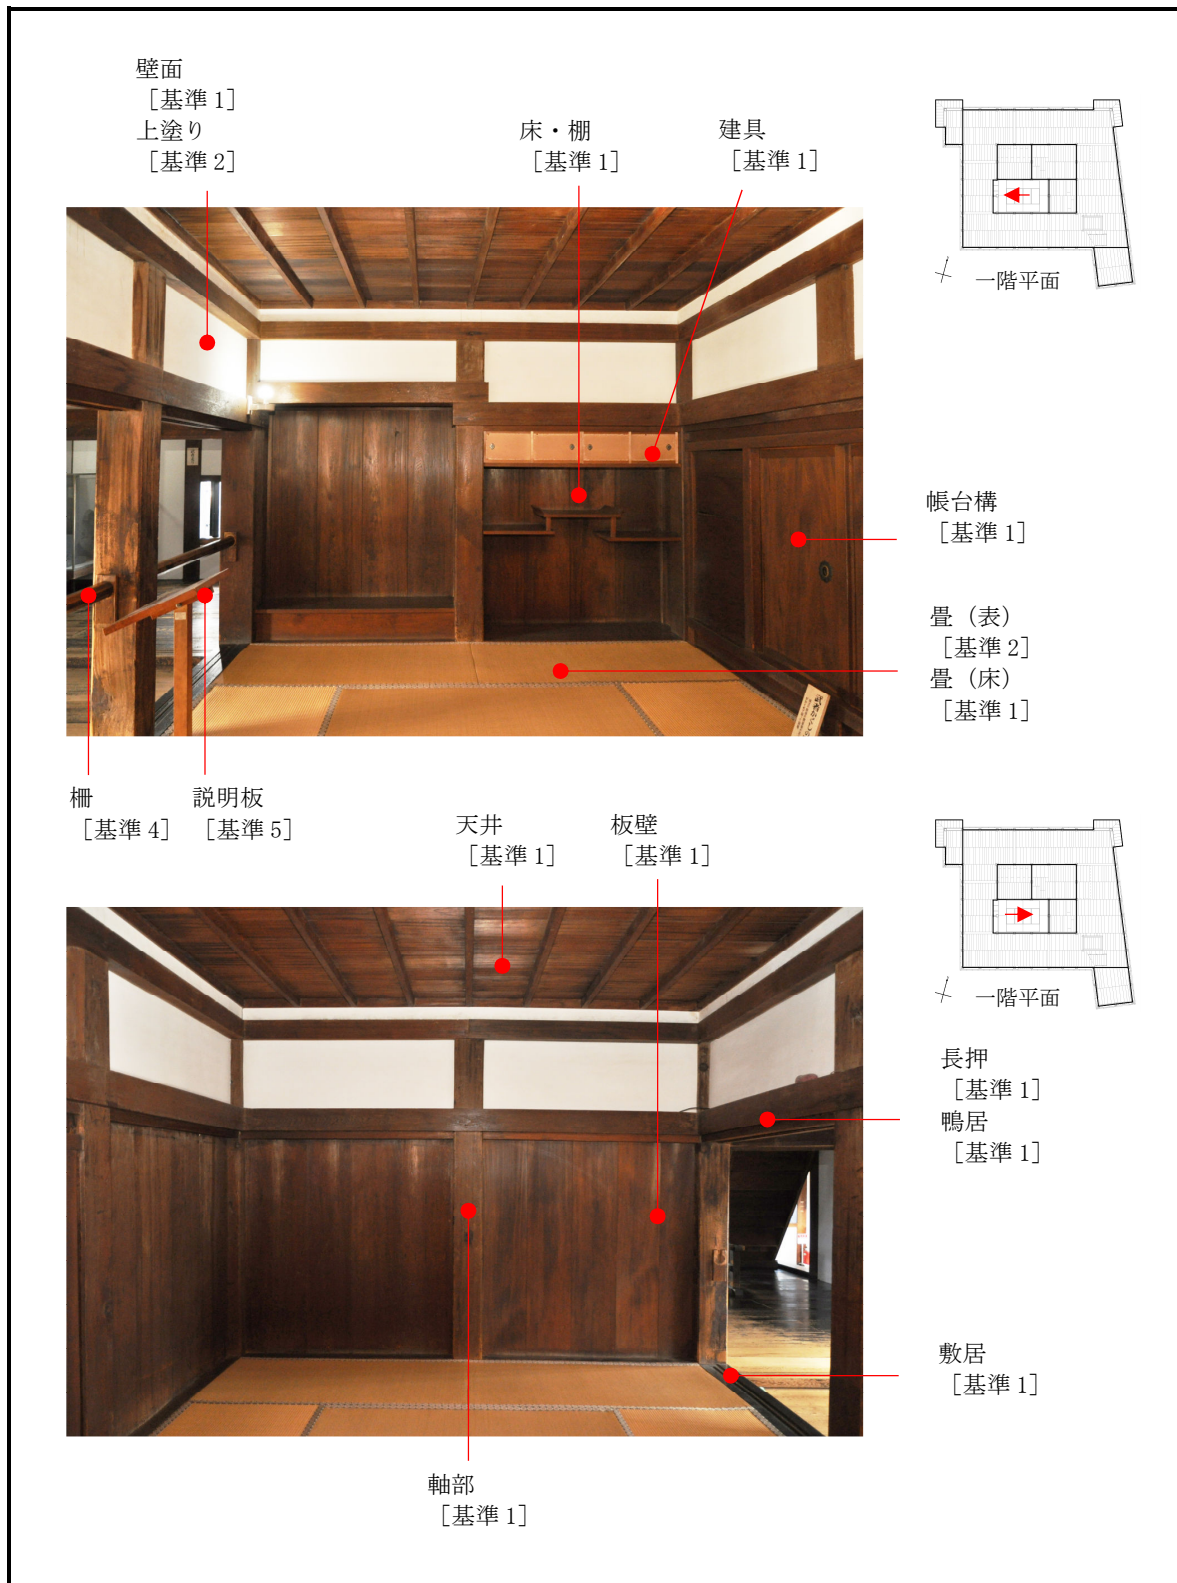 壁面
［基準 1］
上塗り
［基準 2］
床・棚
［基準 1］
建具
［基準 1］
一階平面
帳台構
［基準 1］
畳（表）
［基準 2］
畳（床）
［基準 1］
柵
［基準 4］
説明板
［基準 5］
天井
［基準 1］
板壁
［基準 1］
一階平面
長押
［基準 1］
鴨居
［基準 1］
敷居
［基準 1］
軸部
［基準 1］